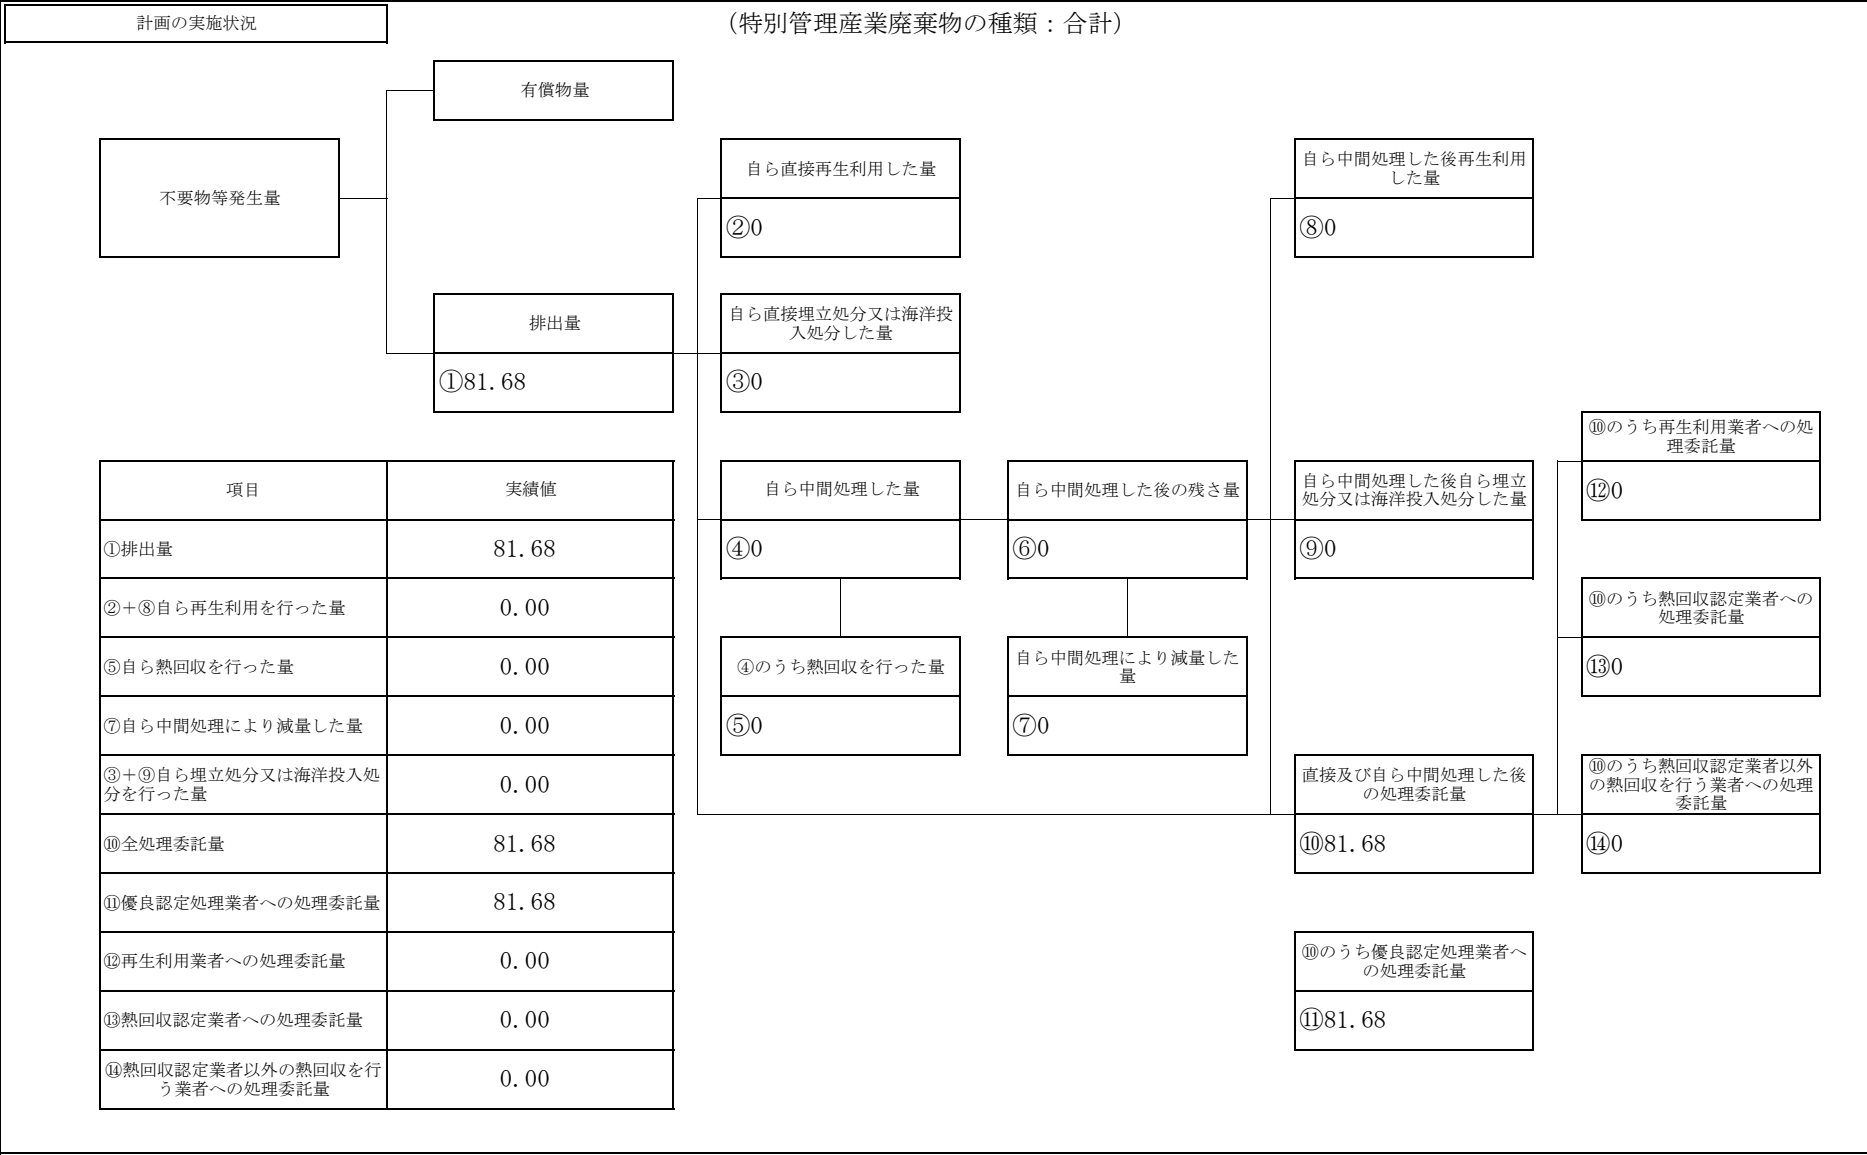 計画の実施状況
（特別管理産業廃棄物の種類：合計）
有償物量
不要物等発生量
自ら直接再生利用した量
②0
自ら中間処理した後再生利用
した量
⑧0
排出量
①81.68
自ら直接埋立処分又は海洋投
入処分した量
③0
⑩のうち再生利用業者への処
理委託量
⑫0
自ら中間処理した量
④0
自ら中間処理した後の残さ量
⑥0
自ら中間処理した後自ら埋立
処分又は海洋投入処分した量
⑨0
⑩のうち熱回収認定業者への
処理委託量
⑬0
④のうち熱回収を行った量
⑤0
自ら中間処理により減量した
量
⑦0
直接及び自ら中間処理した後
の処理委託量
⑩81.68
⑩のうち熱回収認定業者以外
の熱回収を行う業者への処理
委託量
⑭0
⑩のうち優良認定処理業者へ
の処理委託量
⑪81.68
項目 実績値
①排出量 81.68
②＋⑧自ら再生利用を行った量 0.00
⑤自ら熱回収を行った量 0.00
⑦自ら中間処理により減量した量 0.00
③＋⑨自ら埋立処分又は海洋投入処
分を行った量 0.00
⑩全処理委託量 81.68
⑪優良認定処理業者への処理委託量 81.68
⑫再生利用業者への処理委託量 0.00
⑬熱回収認定業者への処理委託量 0.00
⑭熱回収認定業者以外の熱回収を行
う業者への処理委託量 0.00